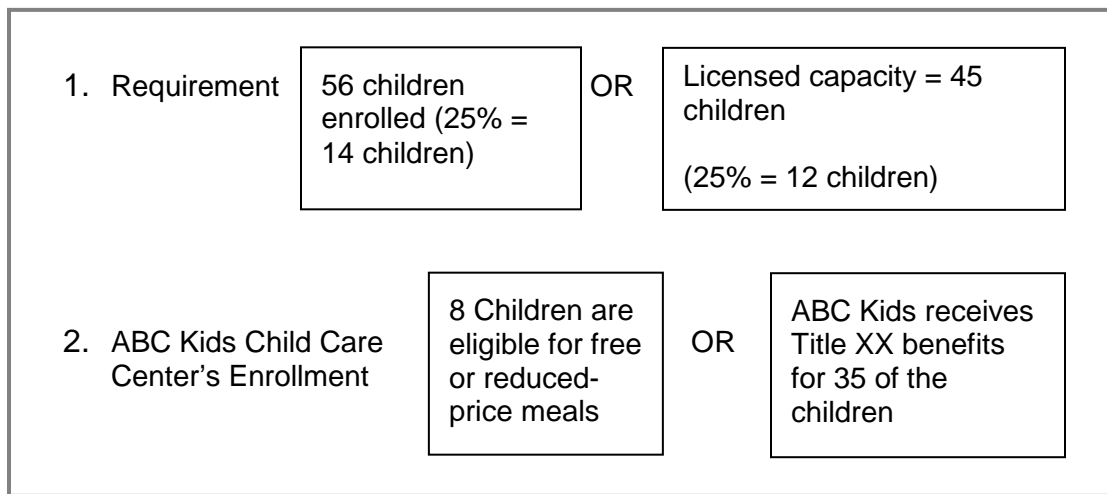 1. Requirement
56 children
enrolled (25% =
14 children)
OR
Licensed capacity = 45
children
(25% = 12 children)
2. ABC Kids Child Care
Center's Enrollment
8 Children are
eligible for free
or reduced-
price meals
OR
ABC Kids receives
Title XX benefits
for 35 of the
children